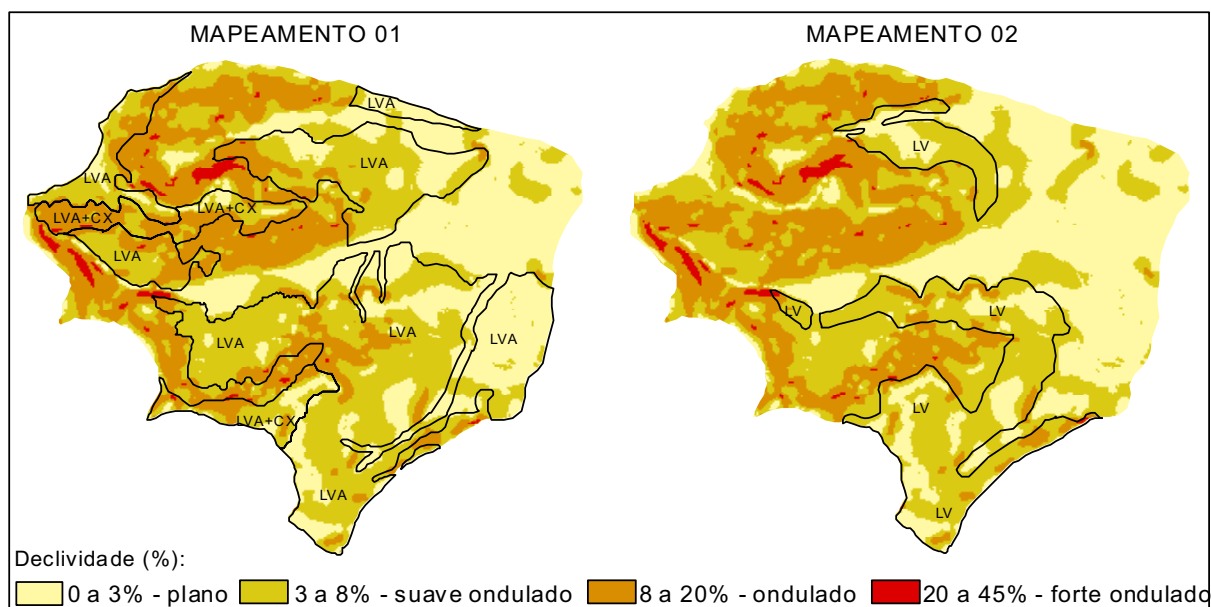 MAPEAMENTO 01
MAPEAMENTO 02
LVA
LVA
LV
LVA
LVA+CX
LVA+CX
LVA
LV
LV
LVA
LVA
LVA
LVA+CX
LV
LVA
LV
Declividade (%):
0 a 3% - plano
3 a 8% - suave ondulado
8 a 20% - ondulado
20 a 45% - forte ondulado